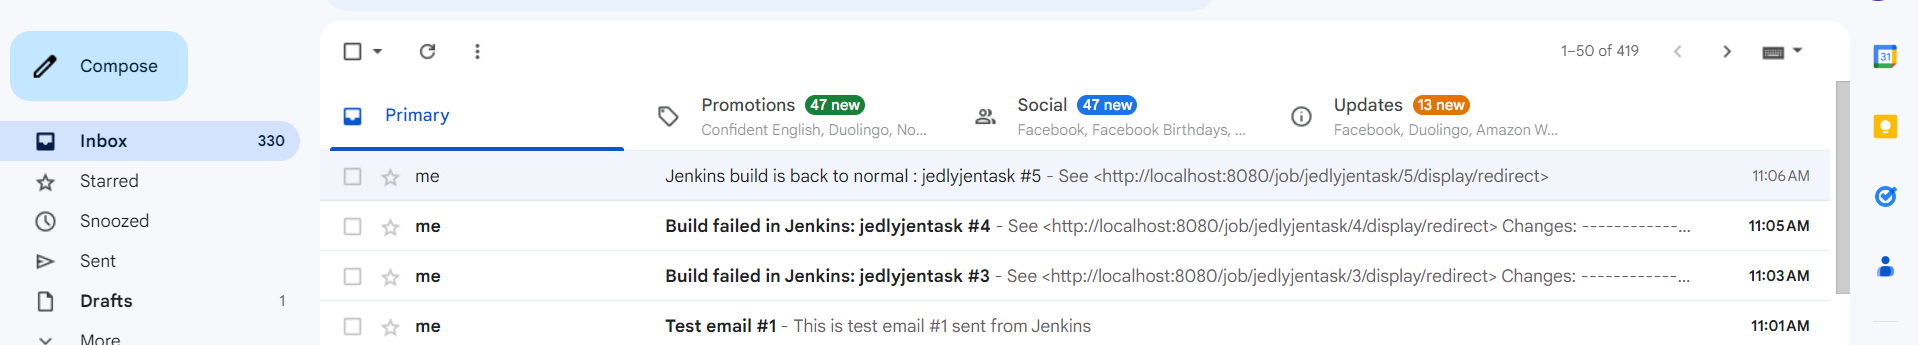 Compose
Inbox 330
Starred
Snoozed
Sent
Drafts 1
More
1–50 of 419
31
Primary
Promotions 47 new
Confident English, Duolingo, No...
Social 47 new
Facebook, Facebook Birthdays, ...
Updates 13 new
Facebook, Duolingo, Amazon W...
me Jenkins build is back to normal : jedlyjentask #5 - See <http://localhost:8080/job/jedlyjentask/5/display/redirect> 11:06 AM
me Build failed in Jenkins: jedlyjentask #4 - See <http://localhost:8080/job/jedlyjentask/4/display/redirect> Changes: ------------... 11:05 AM
me Build failed in Jenkins: jedlyjentask #3 - See <http://localhost:8080/job/jedlyjentask/3/display/redirect> Changes: ------------... 11:03 AM
me Test email #1 - This is test email #1 sent from Jenkins 11:01 AM